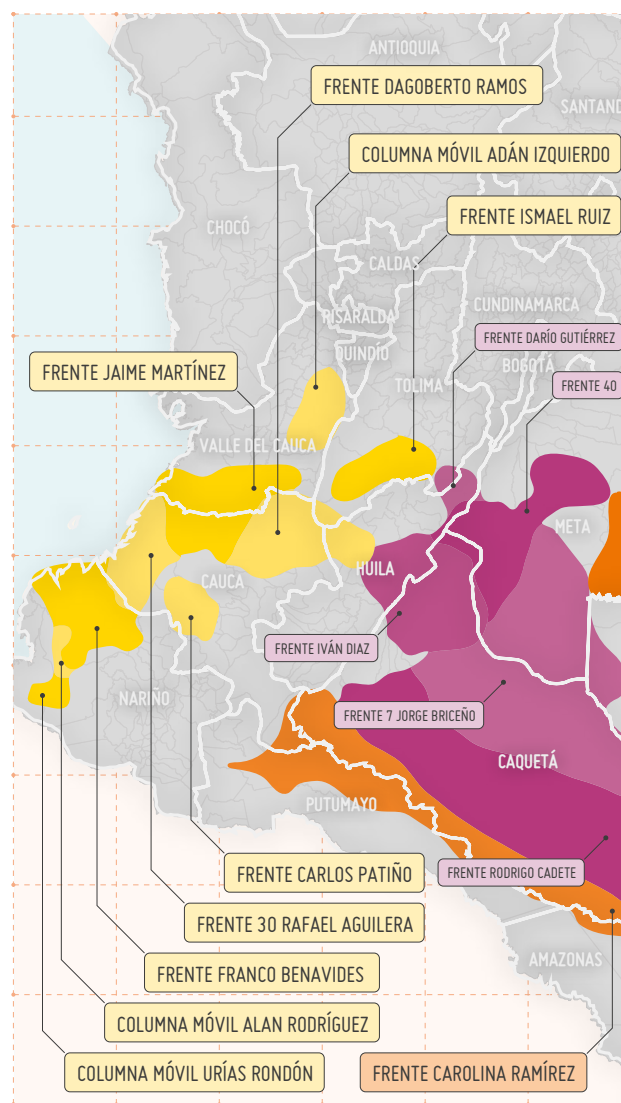 ANTIOQUIA
FRENTE DAGOBERTO RAMOS
SANTAND
COLUMNA MÓVIL ADÁN IZQUIERDO
FRENTE ISMAEL RUIZ
CHOCÓ
CALDAS
CUNDINAMARCA
RISARALDA
FRENTE DARÍO GUTIÉRREZ
QUINDÍO
BOGOTÁ
FRENTE JAIME MARTÍNEZ
TOLIMA
FRENTE 40
VALLE DEL CAUCA
META
HUILA
CAUCA
FRENTE IVÁN DIAZ
NARIÑO
FRENTE 7 JORGE BRICEÑO
CAQUETÁ
PUTUMAYO
FRENTE CARLOS PATIÑO
FRENTE RODRIGO CADETE
FRENTE 30 RAFAEL AGUILERA
AMAZONAS
FRENTE FRANCO BENAVIDES
COLUMNA MÓVIL ALAN RODRÍGUEZ
COLUMNA MÓVIL URÍAS RONDÓN
FRENTE CAROLINA RAMÍREZ